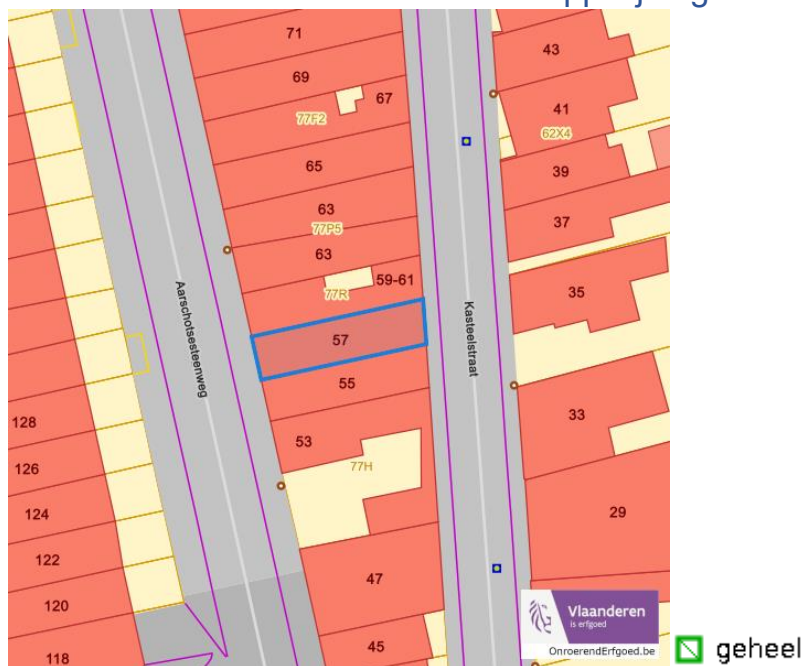 71
43
69
67
41
77F2
62X4
65
39
63
37
77P5
63
59-61
35
77R
Aarschotsesteenweg
Kasteelstraat
57
55
33
128
53
126
77H
124
29
122
47
120
Vlaanderen
is erfgoed
OnroerendErfgoed.be
geheel
45
118